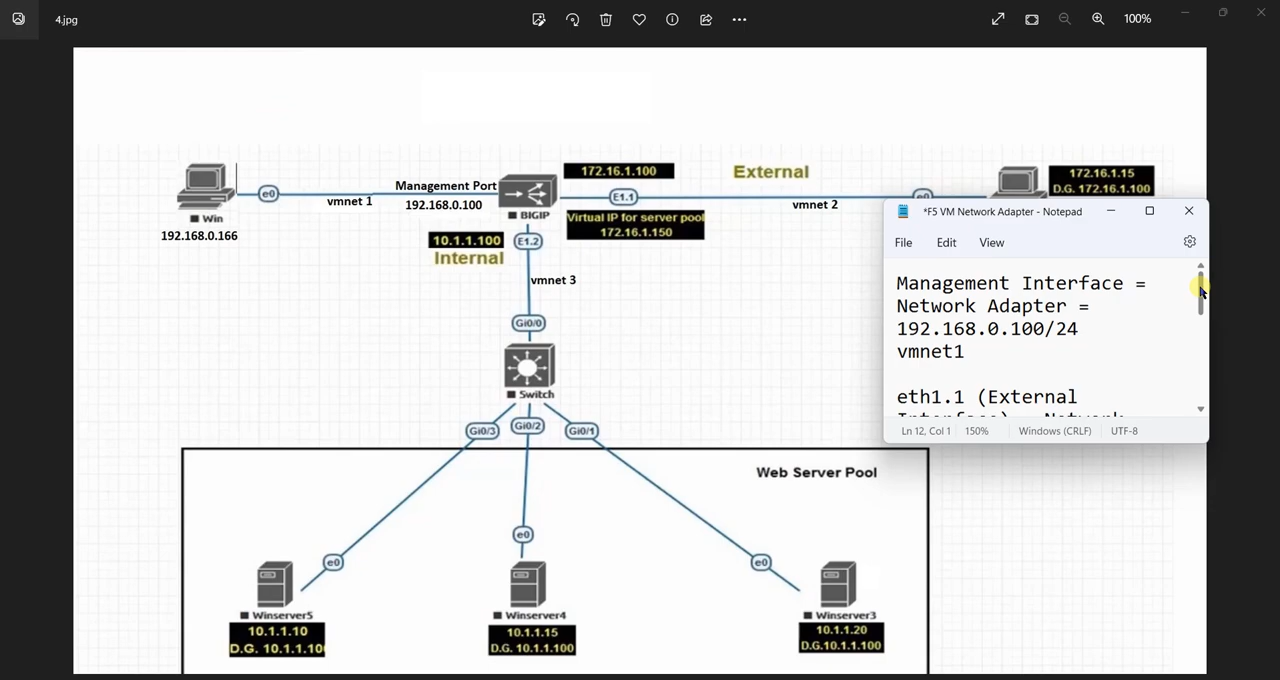 4.jpg
100%
172.16.1.100
External
172.16.1.15
D.G. 172.16.1.100
Management Port
e0
E1.1
e0
vmnet 1
192.168.0.100
vmnet 2
Win
BIGIP
Virtual IP for server pool
172.16.1.150
192.168.0.166
10.1.1.100
E1.2
Internal
vmnet 3
Gi0/0
Switch
Gi0/3
Gi0/2
Gi0/1
Web Server Pool
e0
e0
e0
Winserver5
Winserver4
Winserver3
10.1.1.10
D.G. 10.1.1.10
10.1.1.15
D.G. 10.1.1.100
10.1.1.20
D.G.10.1.1.100
*F5 VM Network Adapter - Notepad
File Edit View
Management Interface =
Network Adapter =
192.168.0.100/24
vmnet1
eth1.1 (External
Interface) = Network
Ln 12, Col 1 150% Windows (CRLF) UTF-8